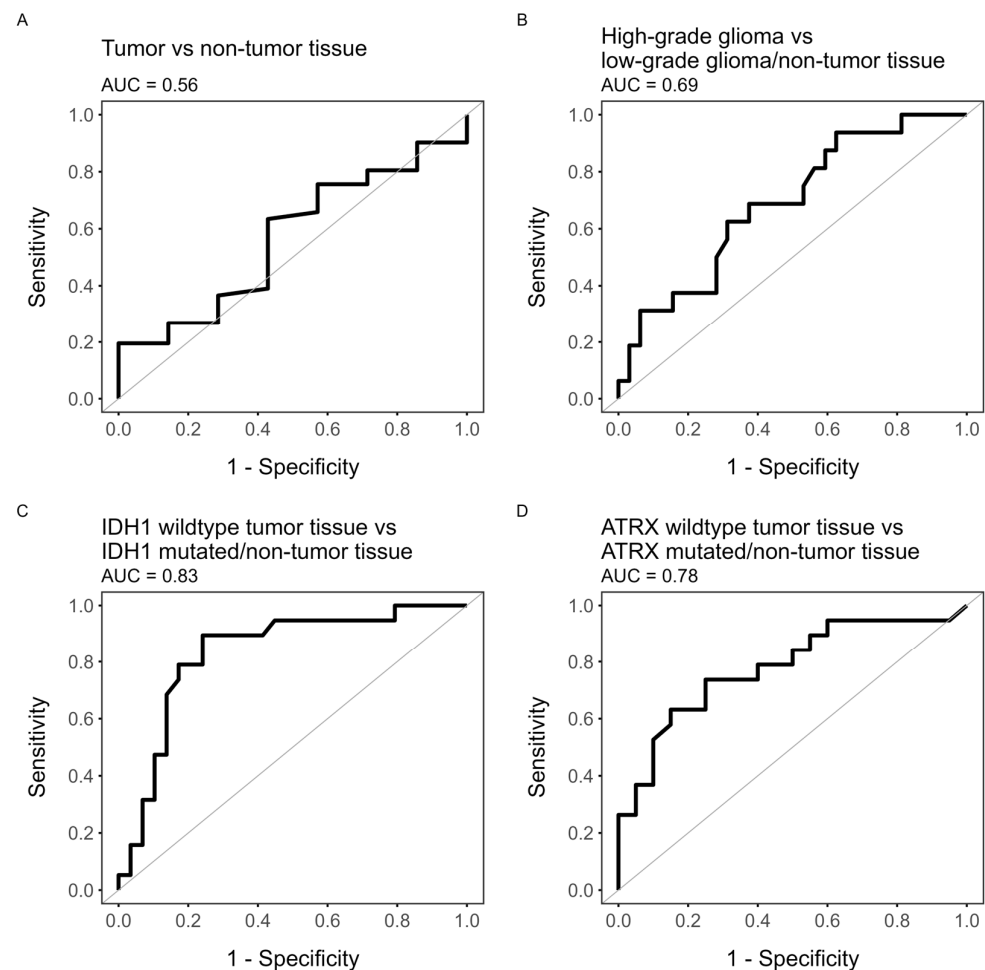 A
Tumor vs non-tumor tissue
AUC = 0.56
1.0
0.8
0.6
0.4
0.2
0.0
Sensitivity
0.0 0.2 0.4 0.6 0.8 1.0
1 - Specificity
B
High-grade glioma vs
low-grade glioma/non-tumor tissue
AUC = 0.69
1.0
0.8
0.6
0.4
0.2
0.0
Sensitivity
0.0 0.2 0.4 0.6 0.8 1.0
1 - Specificity
C
IDH1 wildtype tumor tissue vs
IDH1 mutated/non-tumor tissue
AUC = 0.83
1.0
0.8
0.6
0.4
0.2
0.0
Sensitivity
0.0 0.2 0.4 0.6 0.8 1.0
1 - Specificity
D
ATRX wildtype tumor tissue vs
ATRX mutated/non-tumor tissue
AUC = 0.78
1.0
0.8
0.6
0.4
0.2
0.0
Sensitivity
0.0 0.2 0.4 0.6 0.8 1.0
1 - Specificity